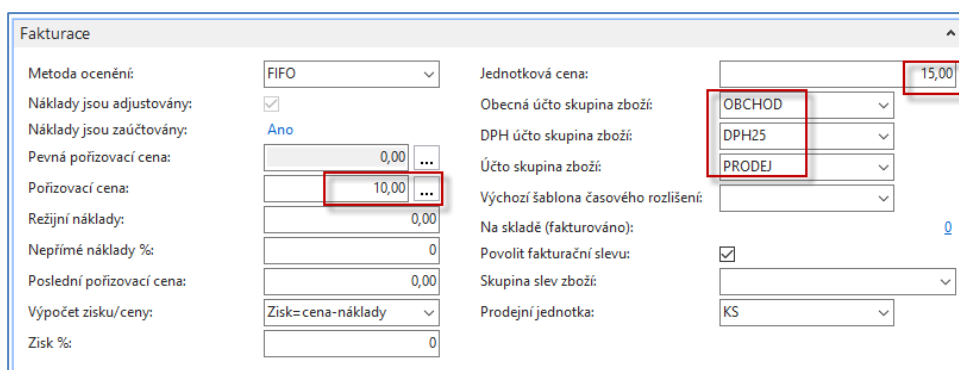 Fakturace
Metoda ocenění: FIFO
Náklady jsou adjustovány:
Náklady jsou zaúčtovány: Ano
Pevná pořizovací cena: 0,00 ...
Pořizovací cena: 10,00 ...
Režijní náklady: 0,00
Nepřímé náklady %: 0
Poslední pořizovací cena: 0,00
Výpočet zisku/ceny: Zisk=cena-náklady
Zisk %: 0
Jednotková cena: 15,00
Obecná účto skupina zboží: OBCHOD
DPH účto skupina zboží: DPH25
Účto skupina zboží: PRODEJ
Výchozí šablona časového rozlišení:
Na skladě (fakturováno): 0
Povolit fakturační slevu:
Skupina slev zboží:
Prodejní jednotka: KS